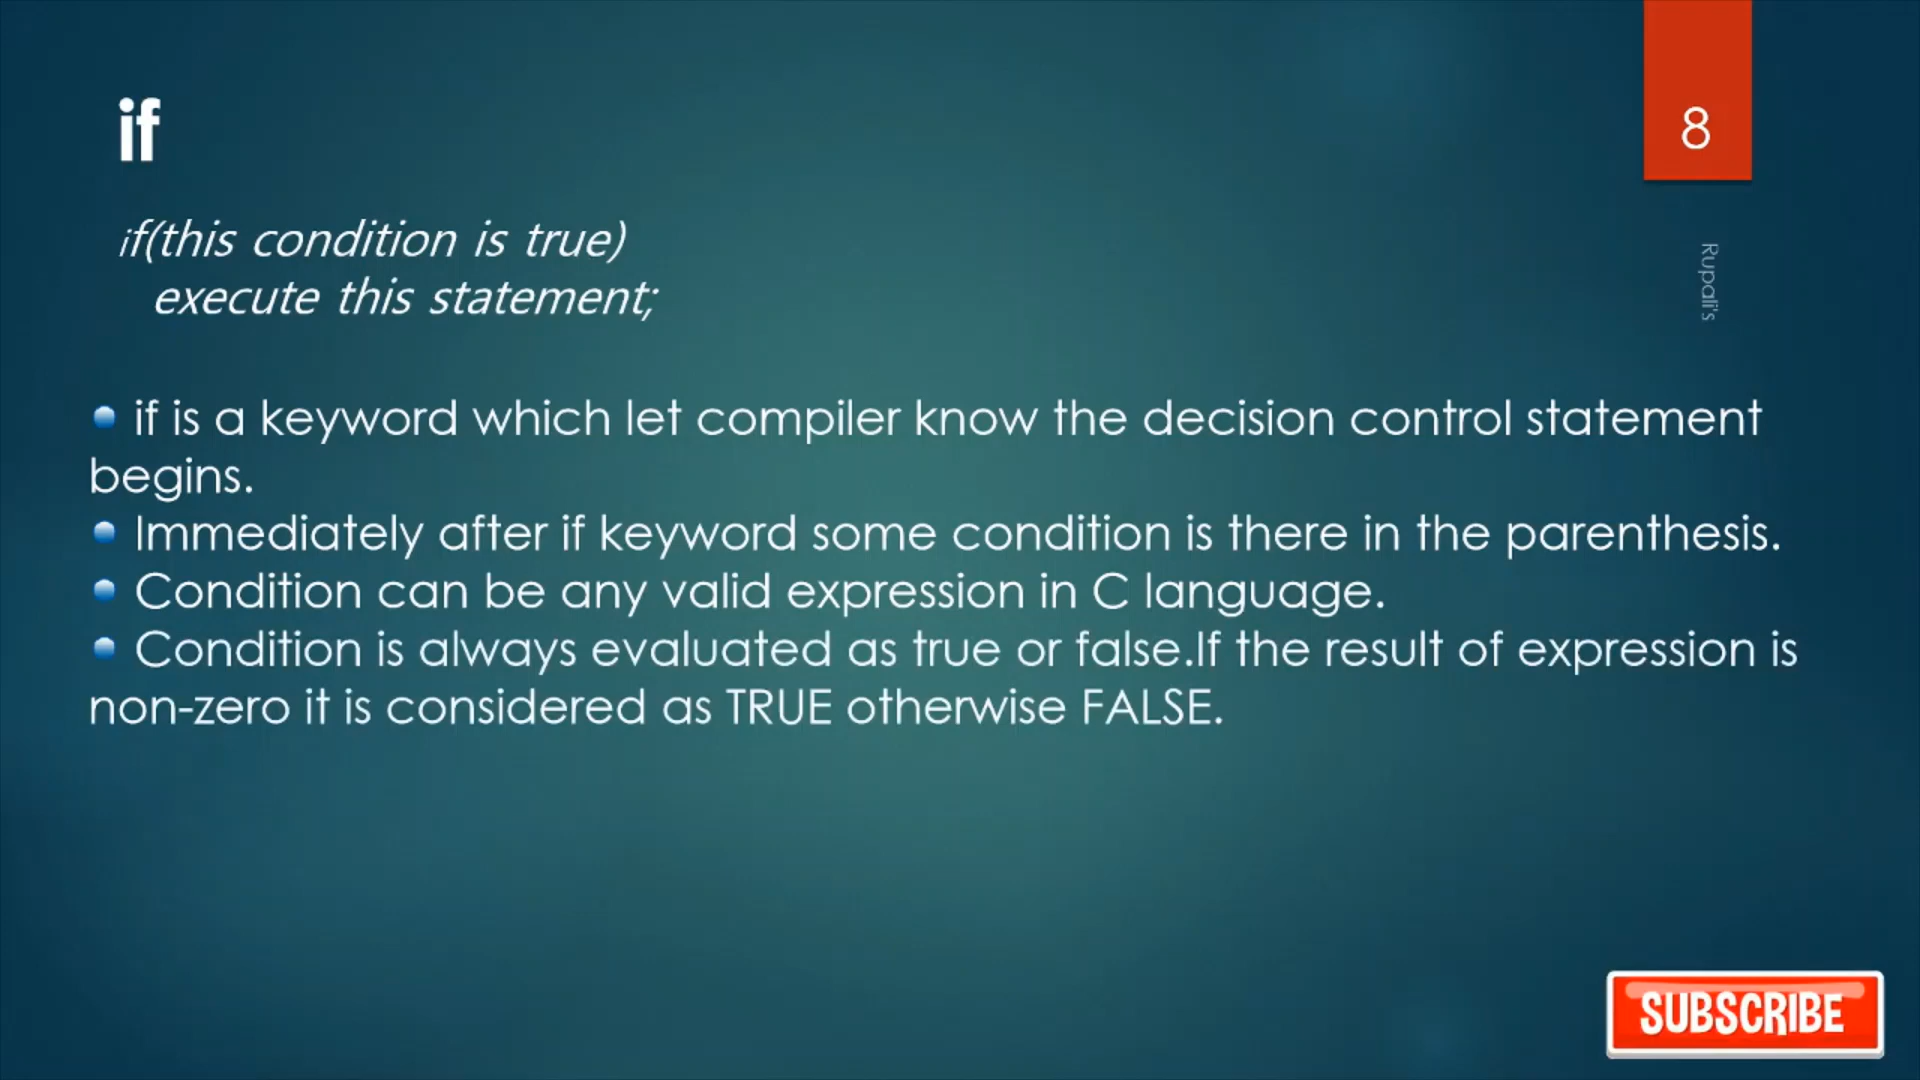 if
8
if(this condition is true)
execute this statement;
Rupali's
if is a keyword which let compiler know the decision control statement
begins.
Immediately after if keyword some condition is there in the parenthesis.
Condition can be any valid expression in C language.
Condition is always evaluated as true or false.If the result of expression is
non-zero it is considered as TRUE otherwise FALSE.
SUBSCRIBE